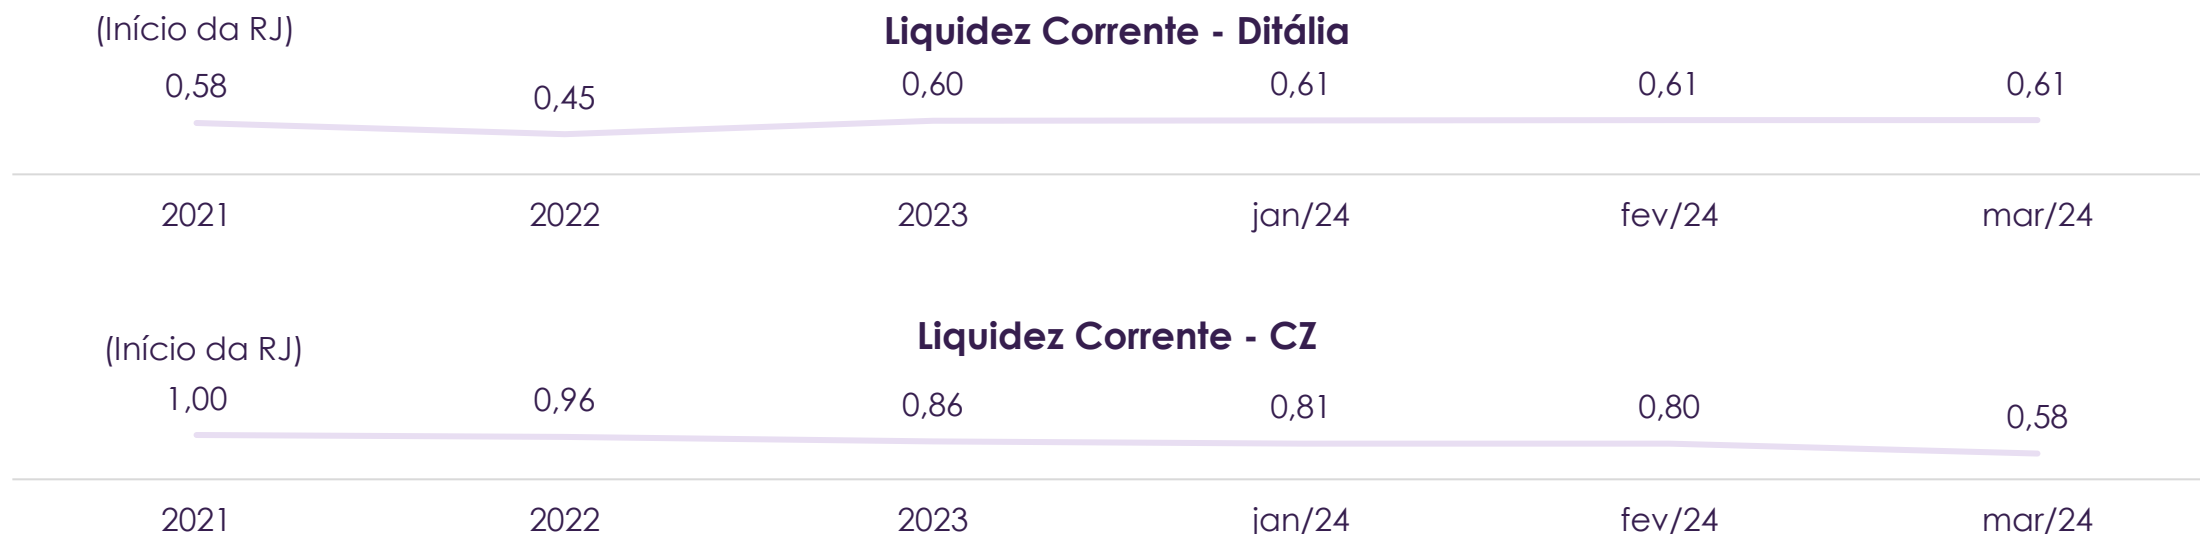 (Início da RJ)
Liquidez Corrente - Ditália
0,58
0,45
0,60
0,61
0,61
0,61
2021
2022
2023
jan/24
fev/24
mar/24
Liquidez Corrente - CZ
(Início da RJ)
1,00
0,96
0,86
0,81
0,80
0,58
2021
2022
2023
jan/24
fev/24
mar/24